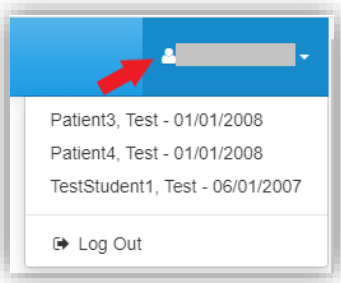 Patient3, Test - 01/01/2008
Patient4, Test - 01/01/2008
TestStudent1, Test - 06/01/2007
Log Out